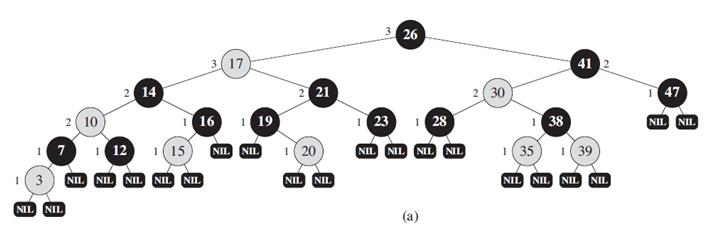 3 26
3 17 41 2
2 14 2 21 2 30 1 47
2 10 1 16 1 19 1 23 1 28 1 38 NIL NIL
1 7 1 12 1 15 NIL NIL 1 20 NIL NIL NIL NIL 1 35 1 39
1 3 NIL NIL NIL NIL NIL NIL NIL NIL NIL NIL NIL
NIL NIL
(a)